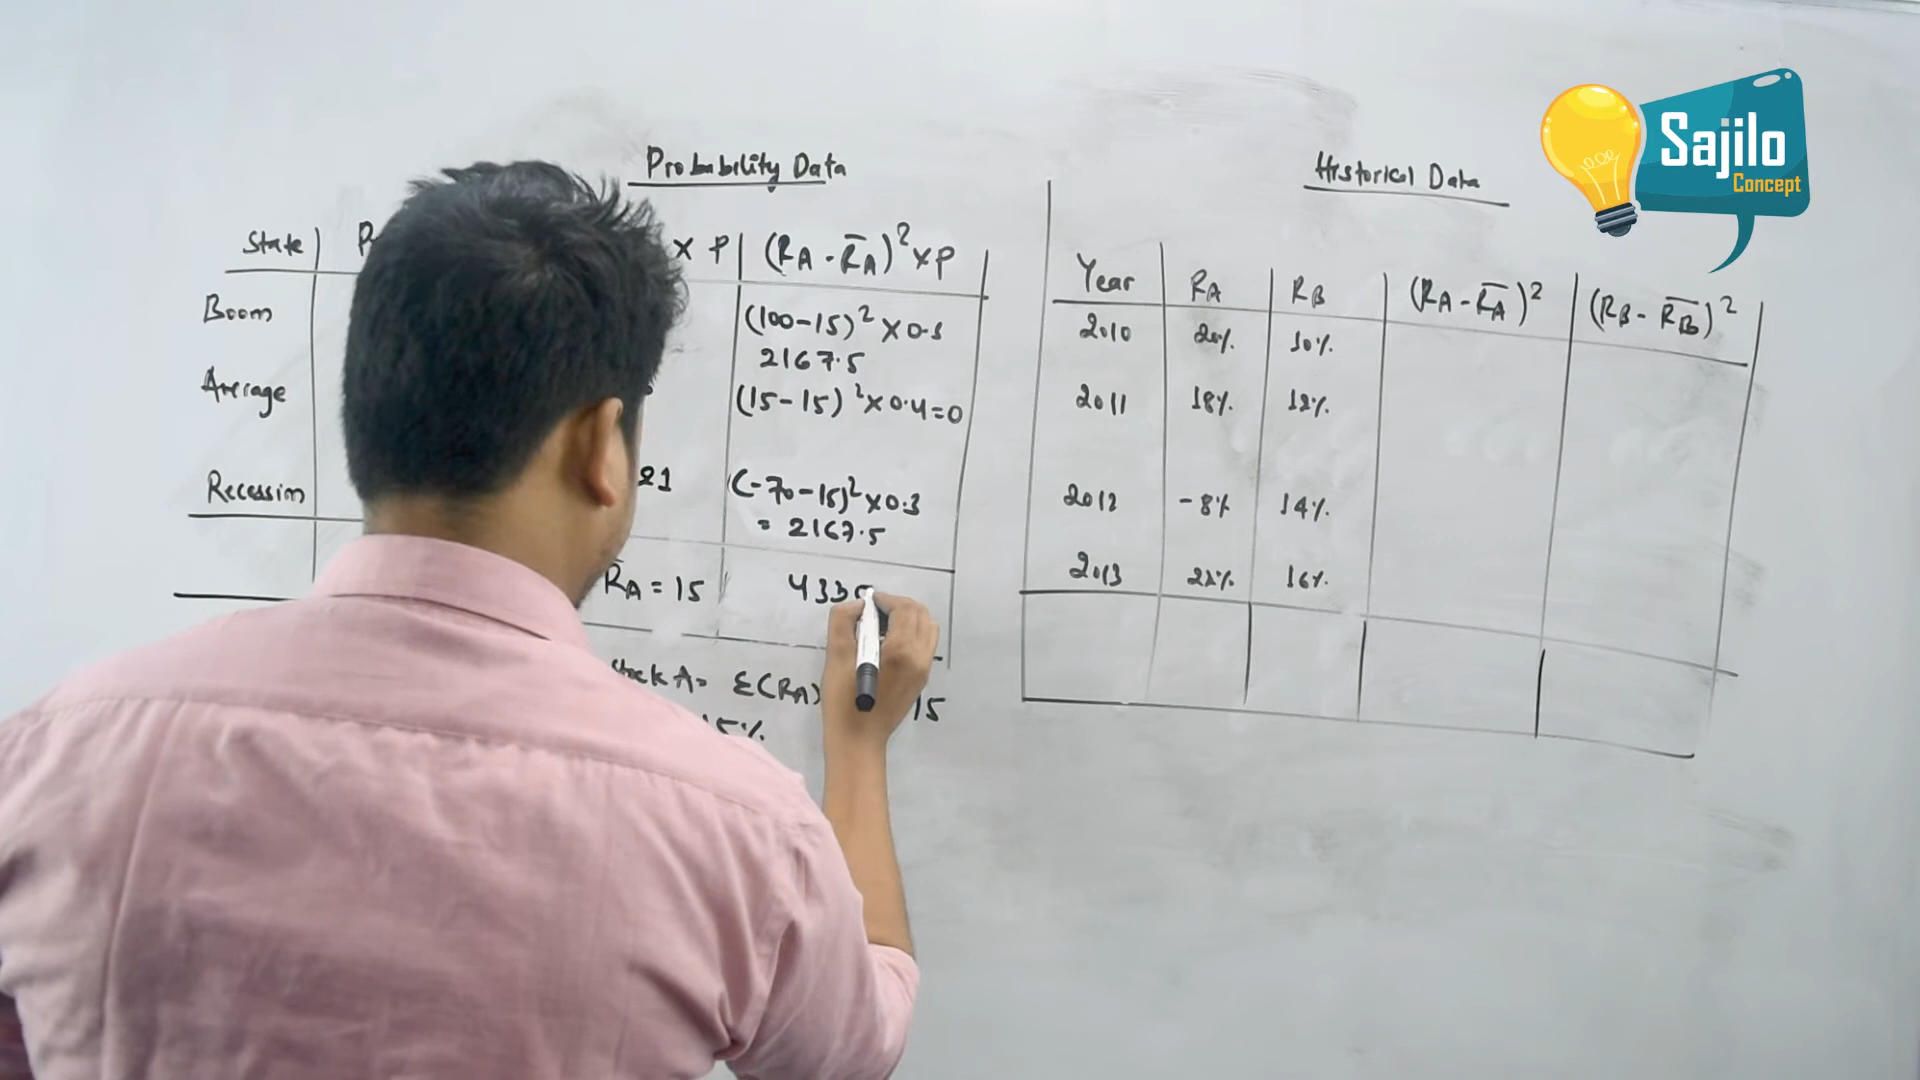 Probability Data
State
× P
(RA - R̅A)² × P
Boom
(100-15)² × 0.3
2167.5
Average
(15-15)² × 0.4 = 0
Recession
21
(-70-15)² × 0.3
= 2167.5
R̅A = 15
4335
Stock A = Σ(RA)
15
15%
Historical Data
Year RA RB (RA - R̅A)² (RB - R̅B)²
2010 20% 10%
2011 18% 12%
2012 -8% 14%
2013 22% 16%
Sajilo
Concept